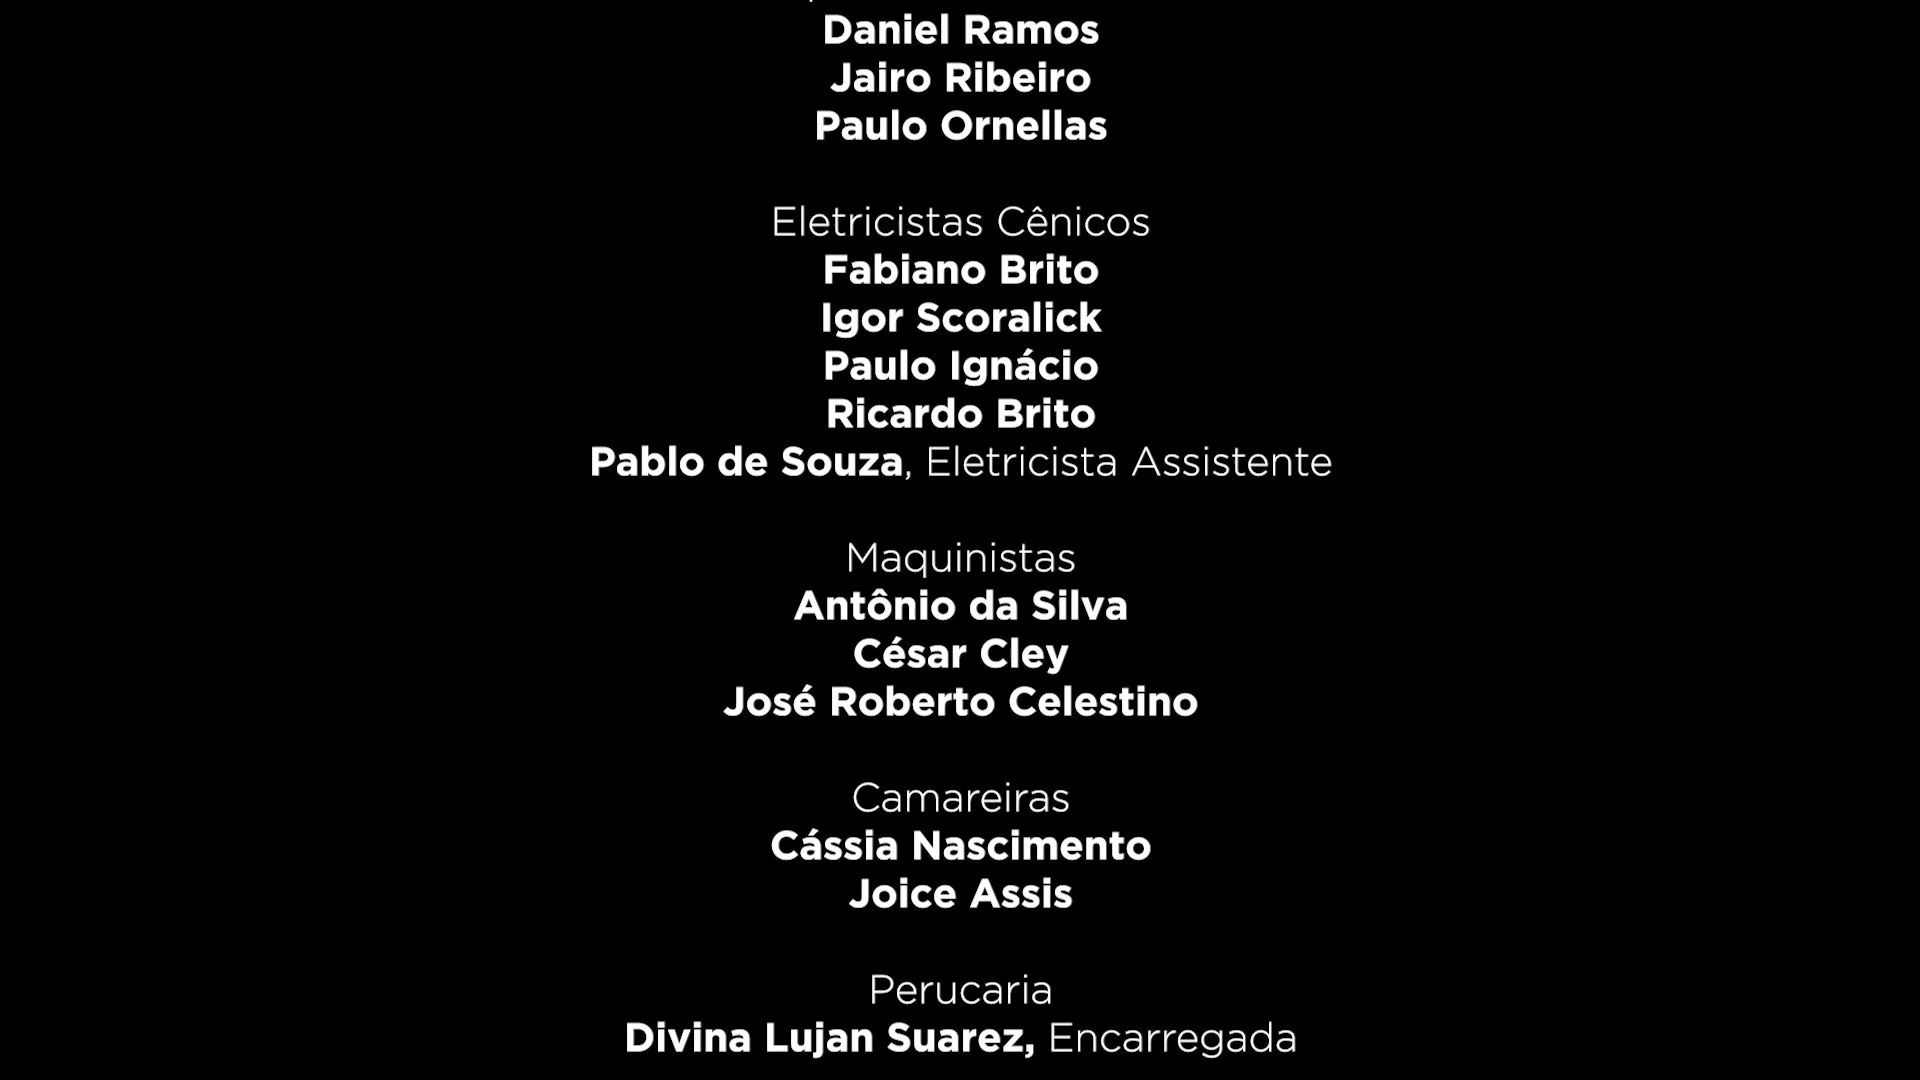 Daniel Ramos
Jairo Ribeiro
Paulo Ornellas
Eletricistas Cênicos
Fabiano Brito
Igor Scoralick
Paulo Ignácio
Ricardo Brito
Pablo de Souza, Eletricista Assistente
Maquinistas
Antônio da Silva
César Cley
José Roberto Celestino
Camareiras
Cássia Nascimento
Joice Assis
Perucaria
Divina Lujan Suarez, Encarregada